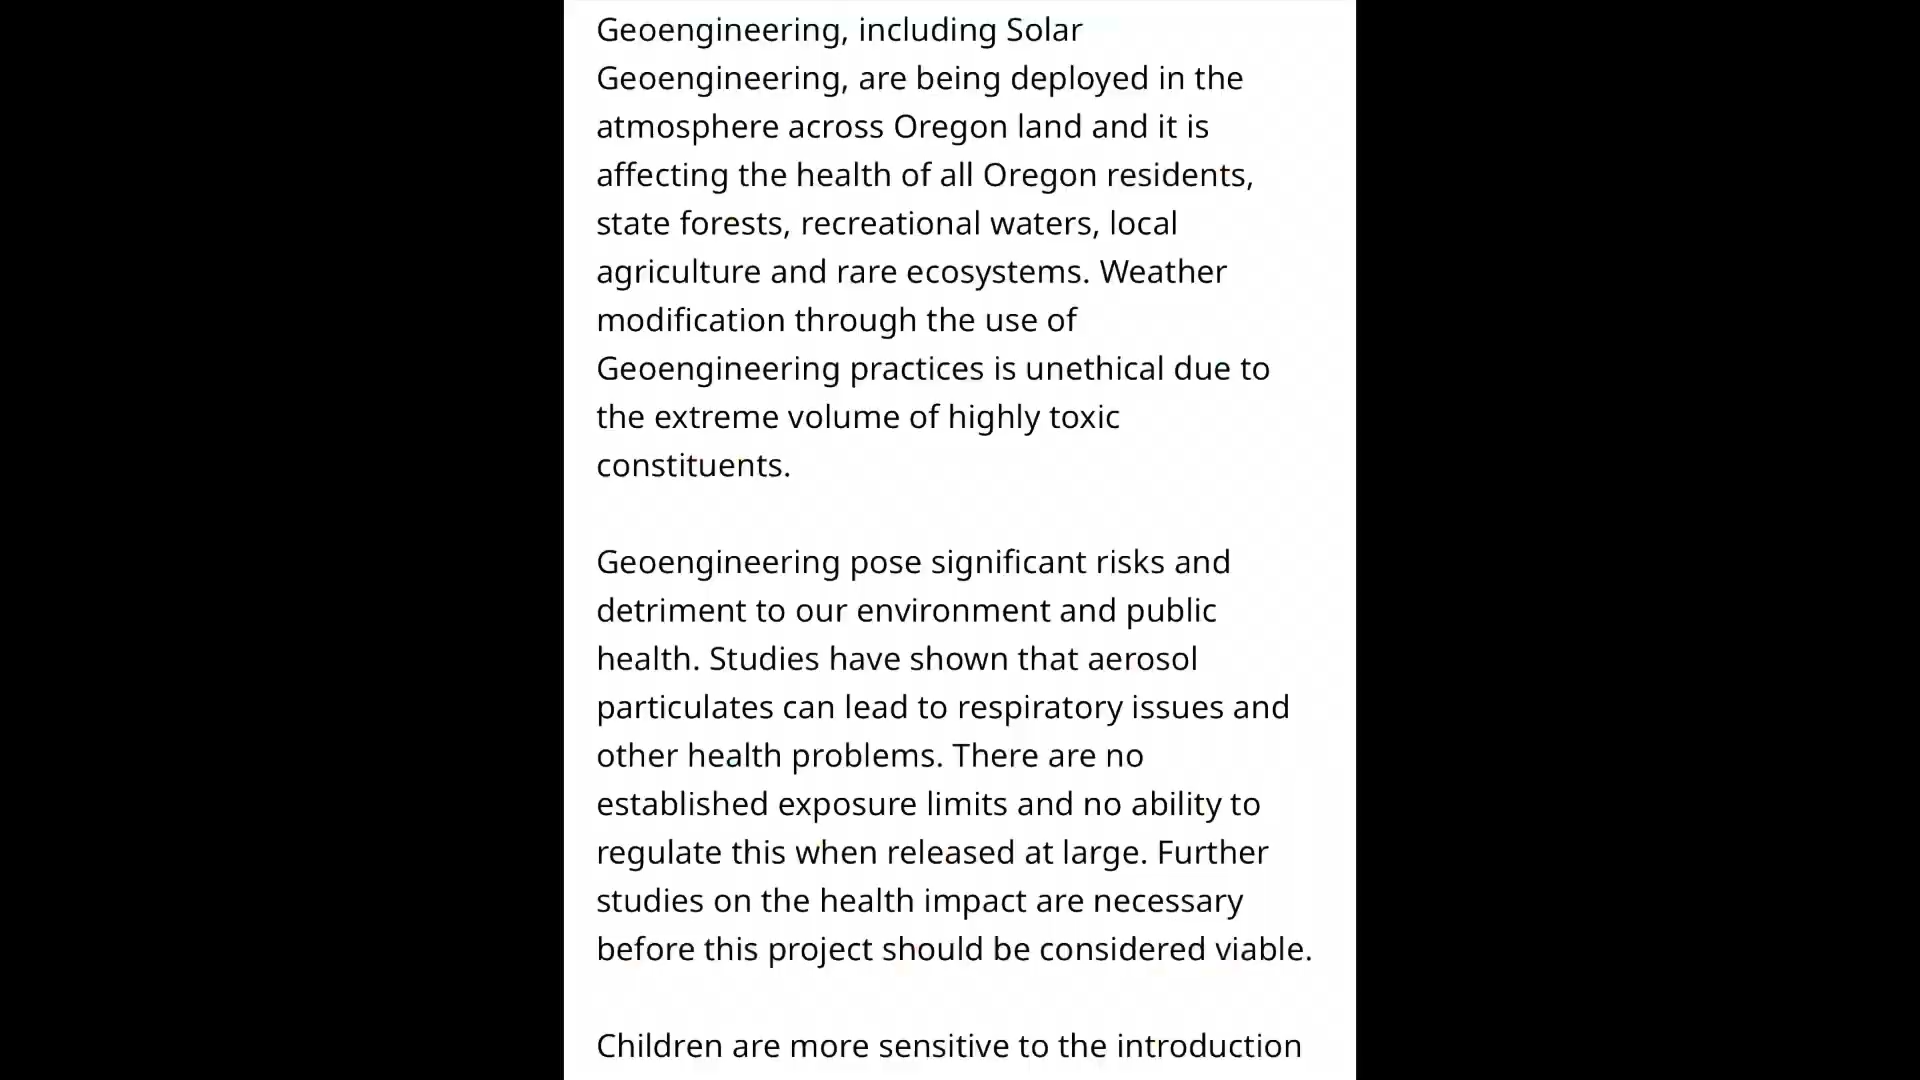 Geoengineering, including Solar
Geoengineering, are being deployed in the
atmosphere across Oregon land and it is
affecting the health of all Oregon residents,
state forests, recreational waters, local
agriculture and rare ecosystems. Weather
modification through the use of
Geoengineering practices is unethical due to
the extreme volume of highly toxic
constituents.
Geoengineering pose significant risks and
detriment to our environment and public
health. Studies have shown that aerosol
particulates can lead to respiratory issues and
other health problems. There are no
established exposure limits and no ability to
regulate this when released at large. Further
studies on the health impact are necessary
before this project should be considered viable.
Children are more sensitive to the introduction